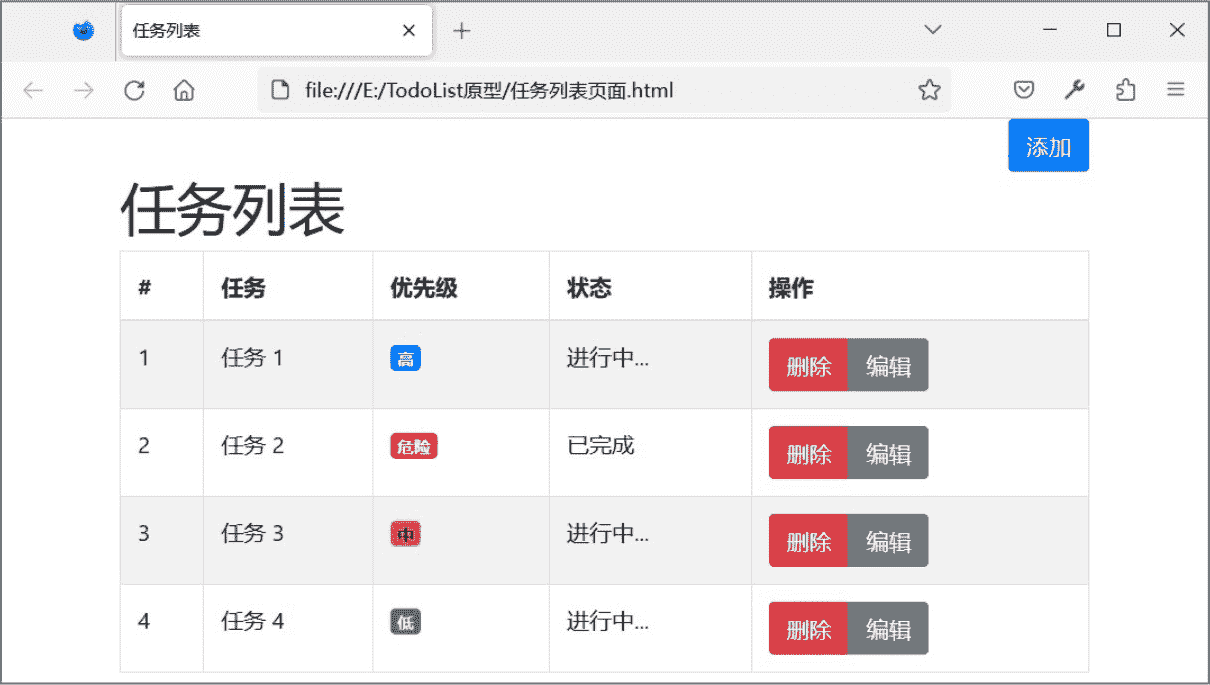 任务列表
file:///E:/TodoList原型/任务列表页面.html
添加
任务列表
# 任务 优先级 状态 操作
1 任务 1 高 进行中... 删除 编辑
2 任务 2 危险 已完成 删除 编辑
3 任务 3 中 进行中... 删除 编辑
4 任务 4 低 进行中... 删除 编辑